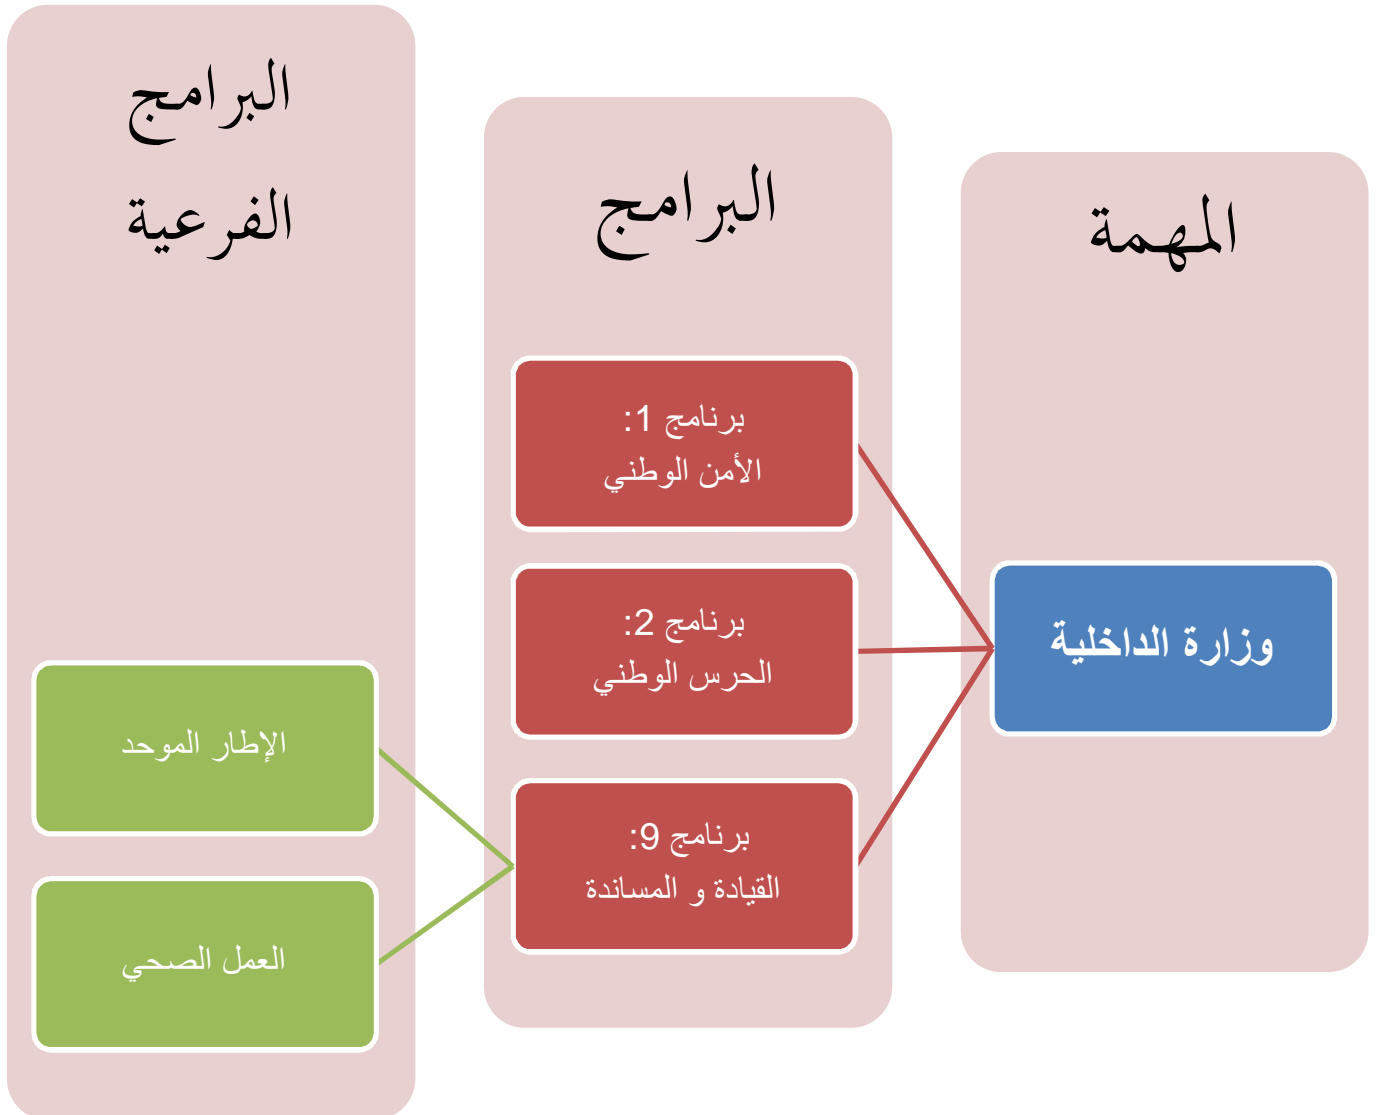 المهمة
وزارة الداخلية
البرامج
برنامج 1:
الأمن الوطني
برنامج 2:
الحرس الوطني
برنامج 9:
القيادة و المساندة
البرامج
الفرعية
الإطار الموحد
العمل الصحي